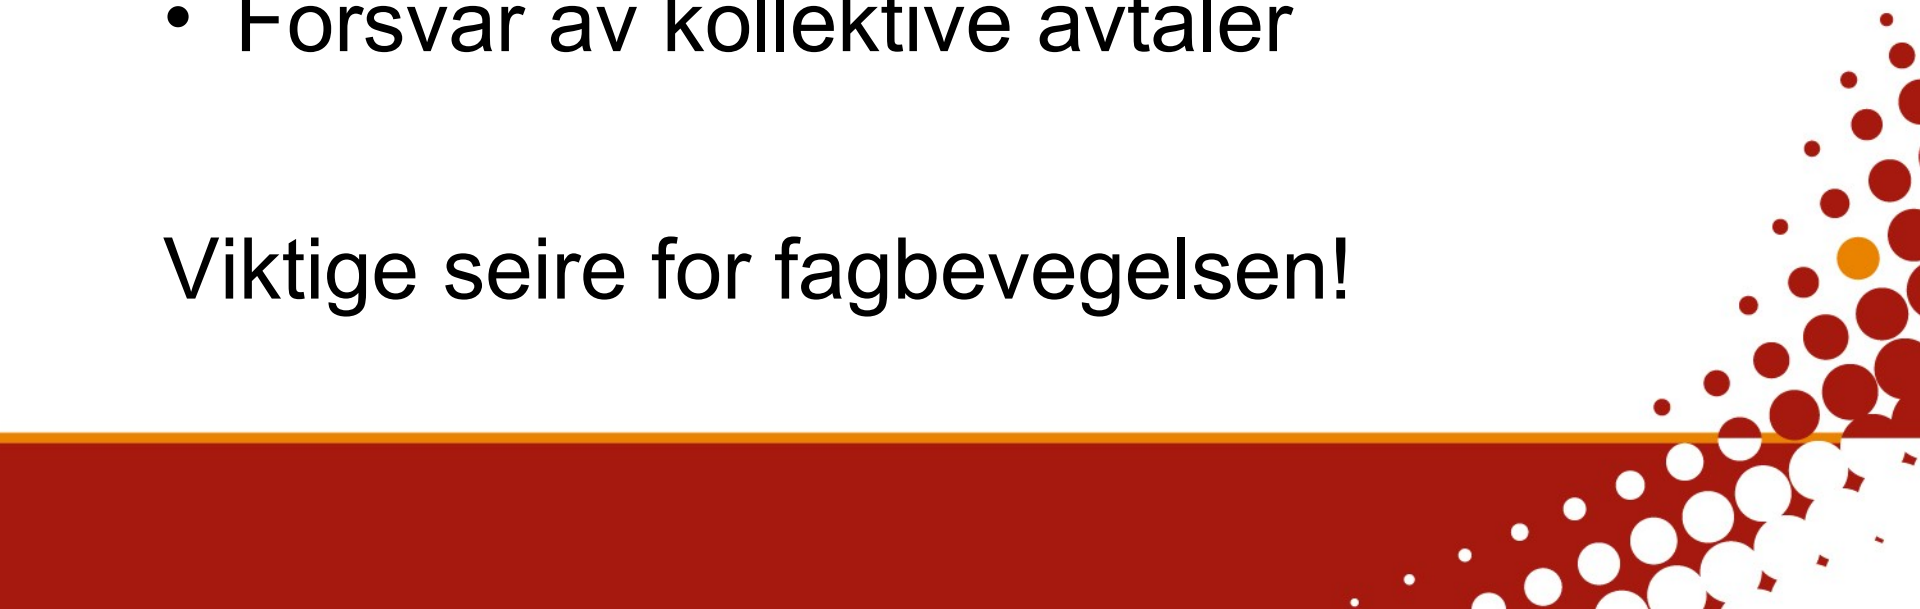 • Forsvar av kollektive avtaler
Viktige seire for fagbevegelsen!